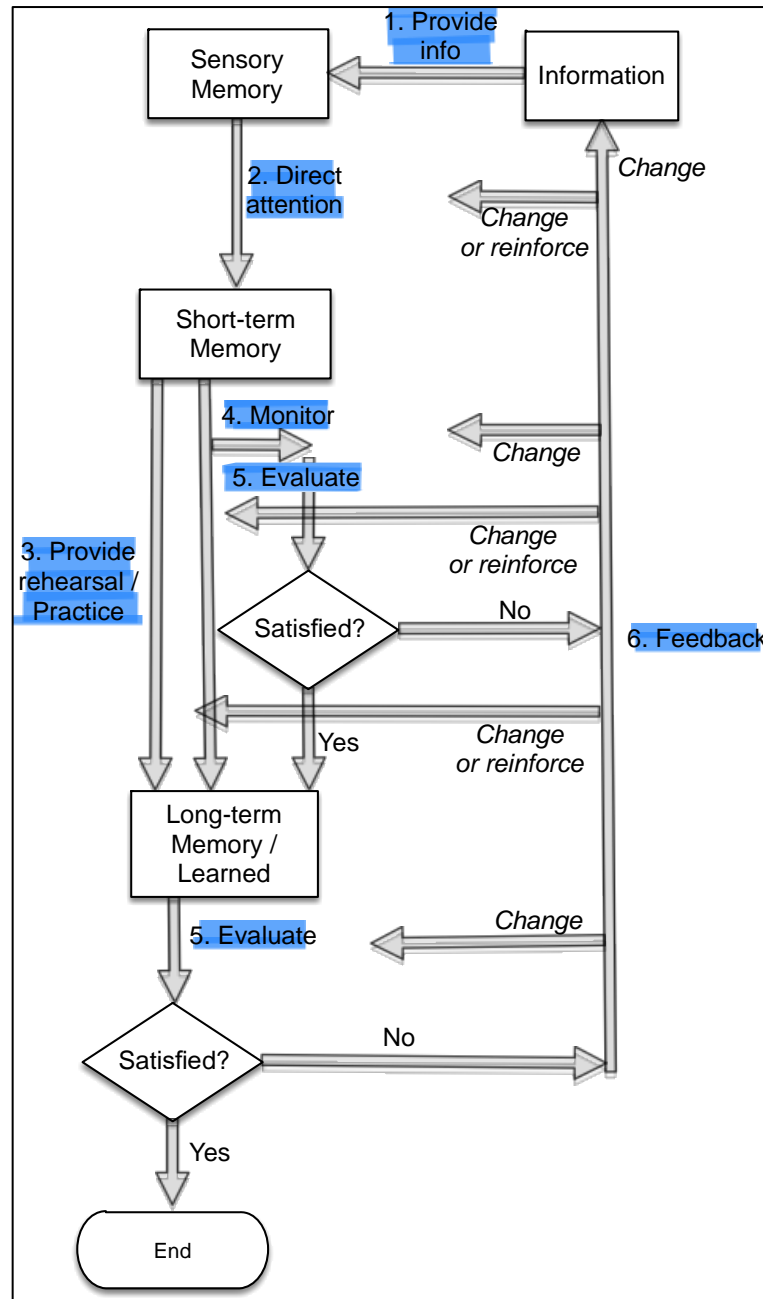 1. Provide
info
Sensory
Memory
Information
Change
2. Direct
attention
Change
or reinforce
Short-term
Memory
4. Monitor
Change
5. Evaluate
Change
or reinforce
3. Provide
rehearsal /
Practice
Satisfied?
No
6. Feedback
Yes
Change
or reinforce
Long-term
Memory /
Learned
Change
5. Evaluate
Satisfied?
No
Yes
End